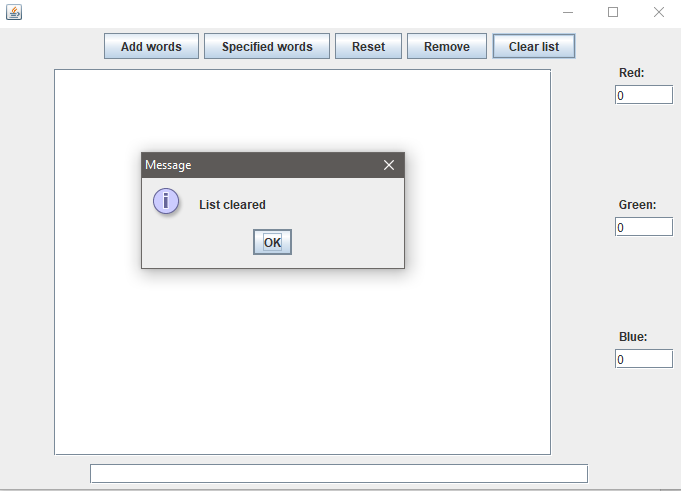 Add words Specified words Reset Remove Clear list
Red:
0
Message
List cleared
OK
Green:
0
Blue:
0